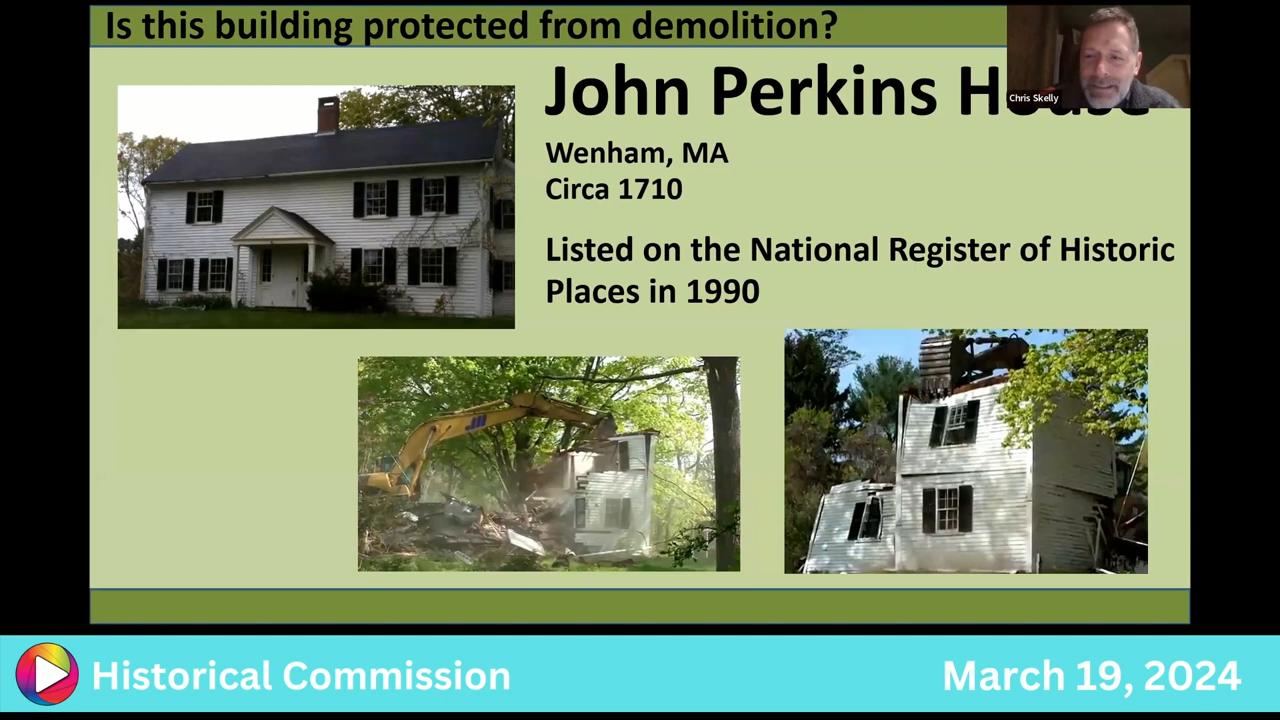 Is this building protected from demolition?
Chris Skelly
John Perkins House
Wenham, MA
Circa 1710
Listed on the National Register of Historic
Places in 1990
Historical Commission
March 19, 2024